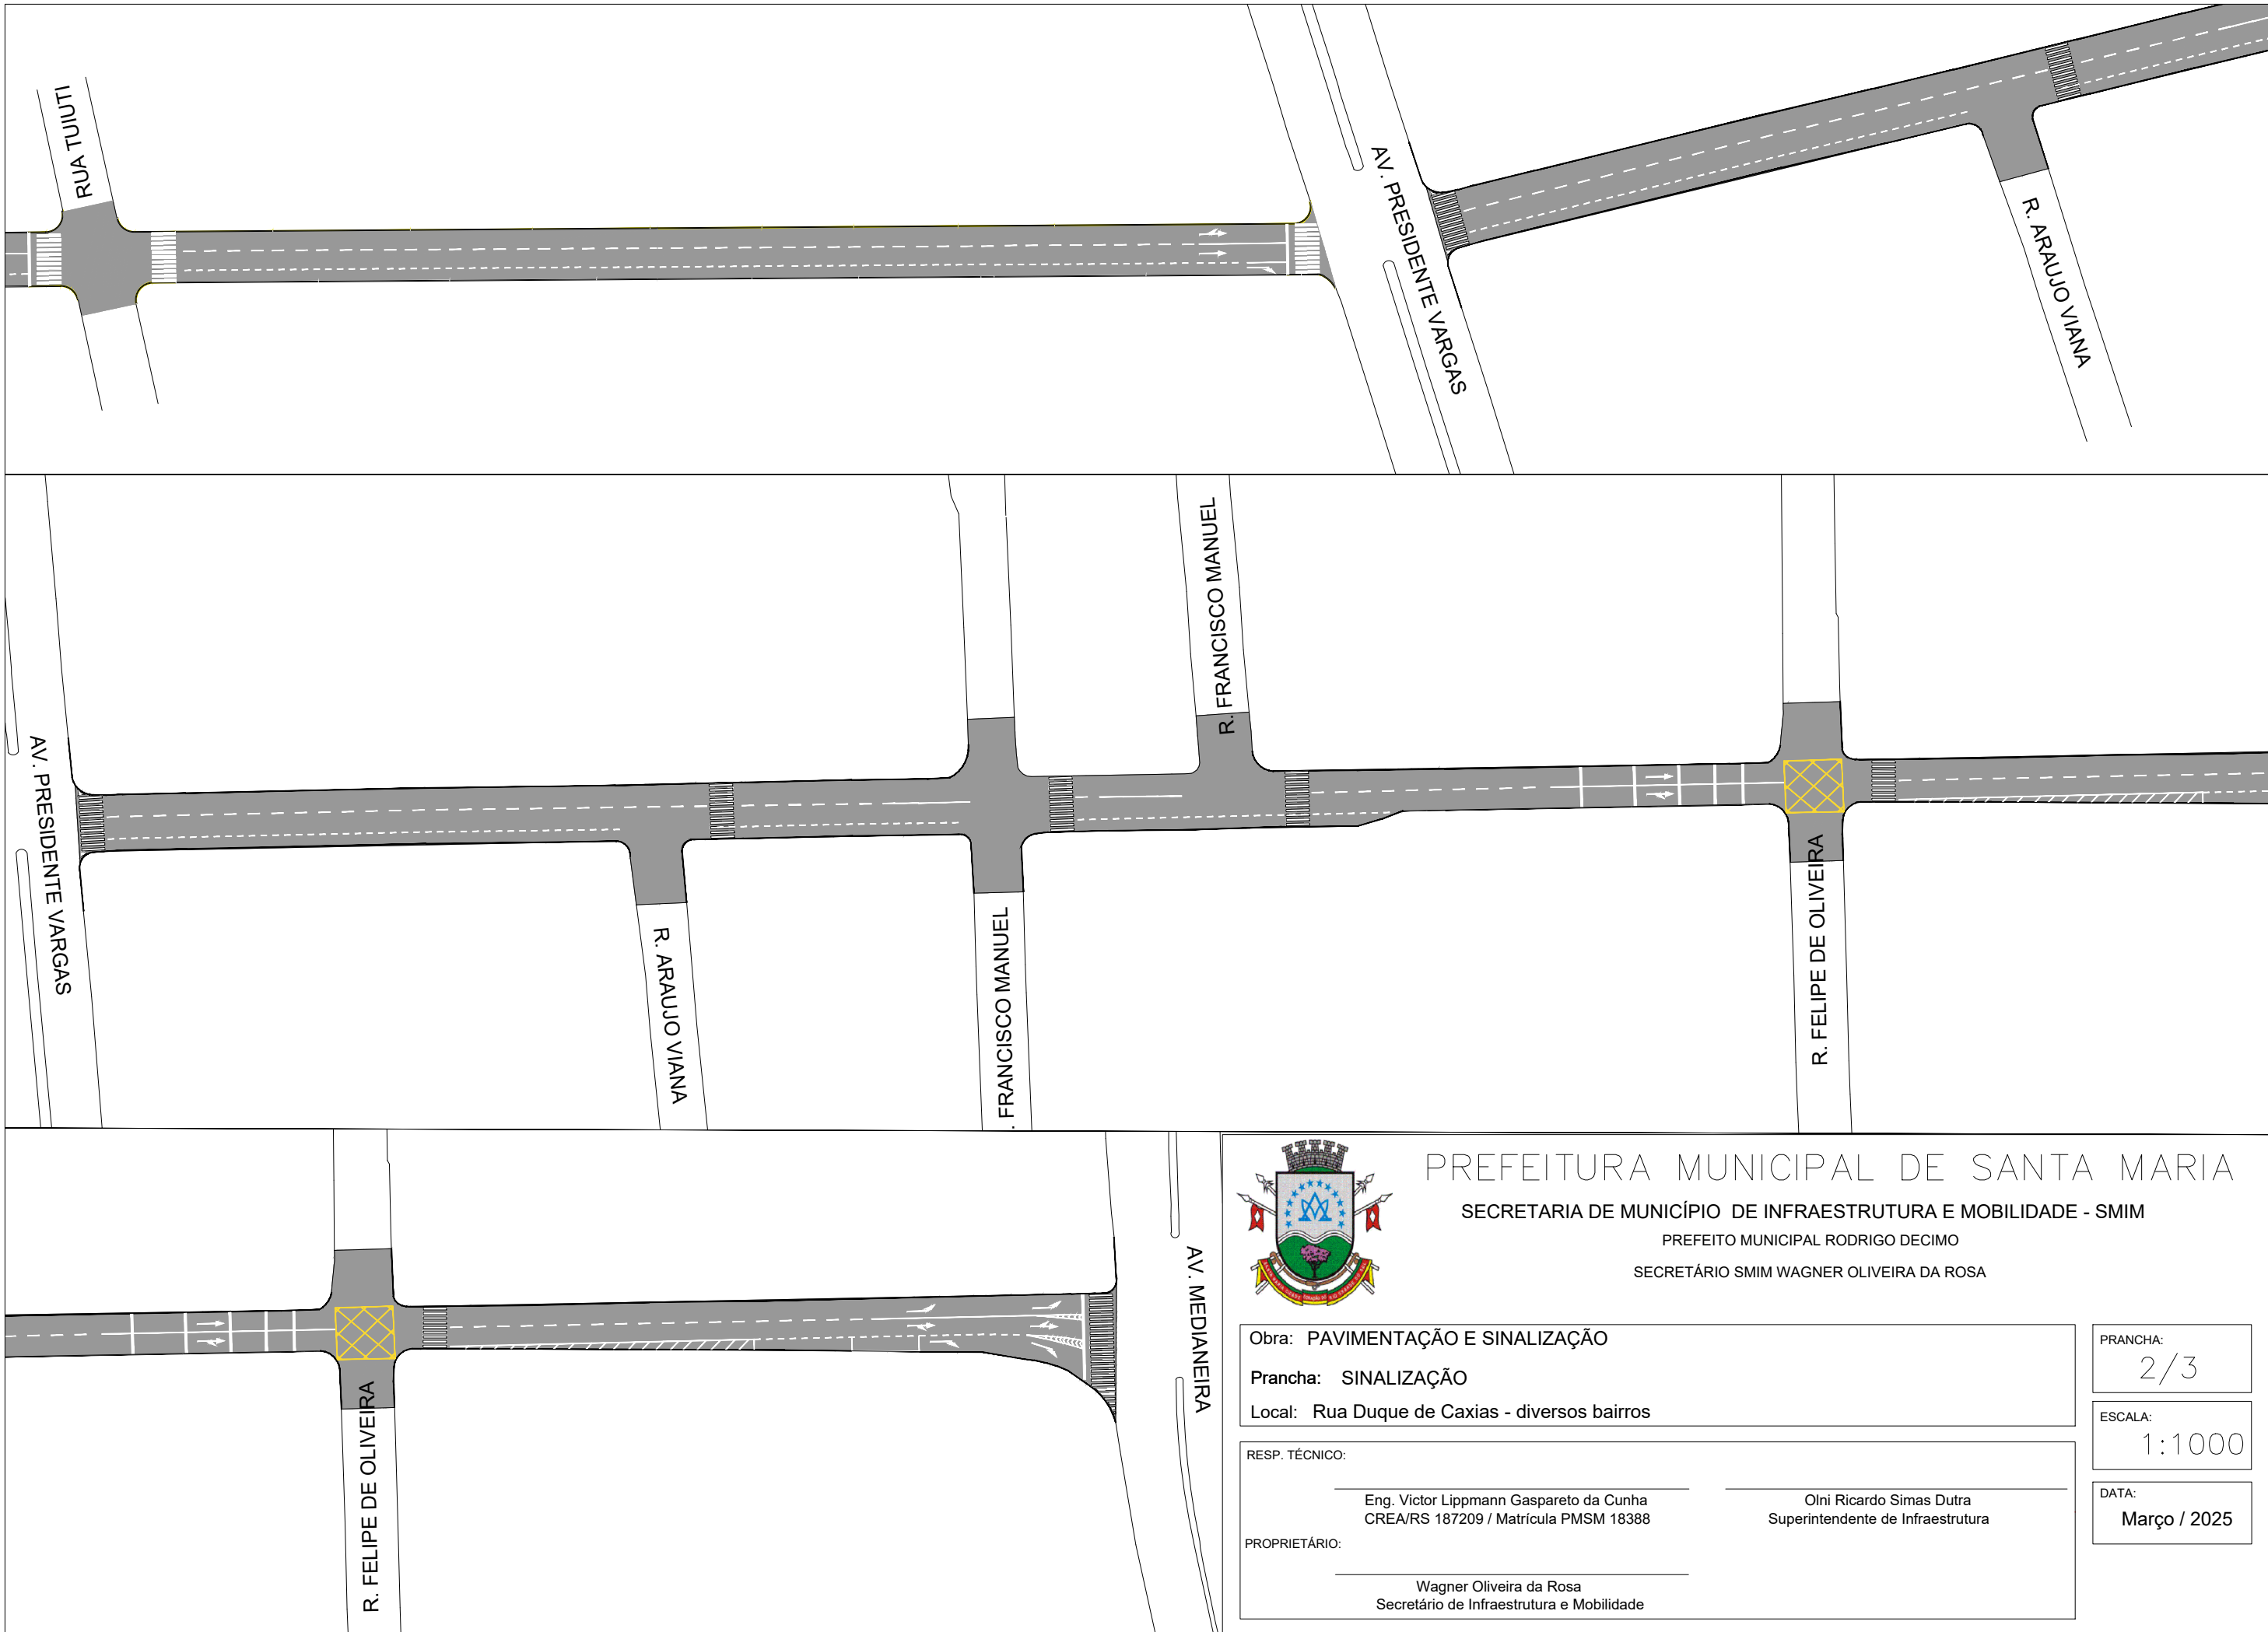 RUA TUIUTI
AV. PRESIDENTE VARGAS
R. ARAUJO VIANA
AV. PRESIDENTE VARGAS
R. ARAUJO VIANA
. FRANCISCO MANUEL
R. FRANCISCO MANUEL
R. FELIPE DE OLIVEIRA
R. FELIPE DE OLIVEIRA
AV. MEDIANEIRA
PREFEITURA MUNICIPAL DE SANTA MARIA
SECRETARIA DE MUNICÍPIO DE INFRAESTRUTURA E MOBILIDADE - SMIM
PREFEITO MUNICIPAL RODRIGO DECIMO
SECRETÁRIO SMIM WAGNER OLIVEIRA DA ROSA
Obra: PAVIMENTAÇÃO E SINALIZAÇÃO
Prancha: SINALIZAÇÃO
Local: Rua Duque de Caxias - diversos bairros
PRANCHA:
2/3
ESCALA:
1:1000
DATA:
Março / 2025
RESP. TÉCNICO:
Eng. Victor Lippmann Gaspareto da Cunha
CREA/RS 187209 / Matrícula PMSM 18388
Olni Ricardo Simas Dutra
Superintendente de Infraestrutura
PROPRIETÁRIO:
Wagner Oliveira da Rosa
Secretário de Infraestrutura e Mobilidade